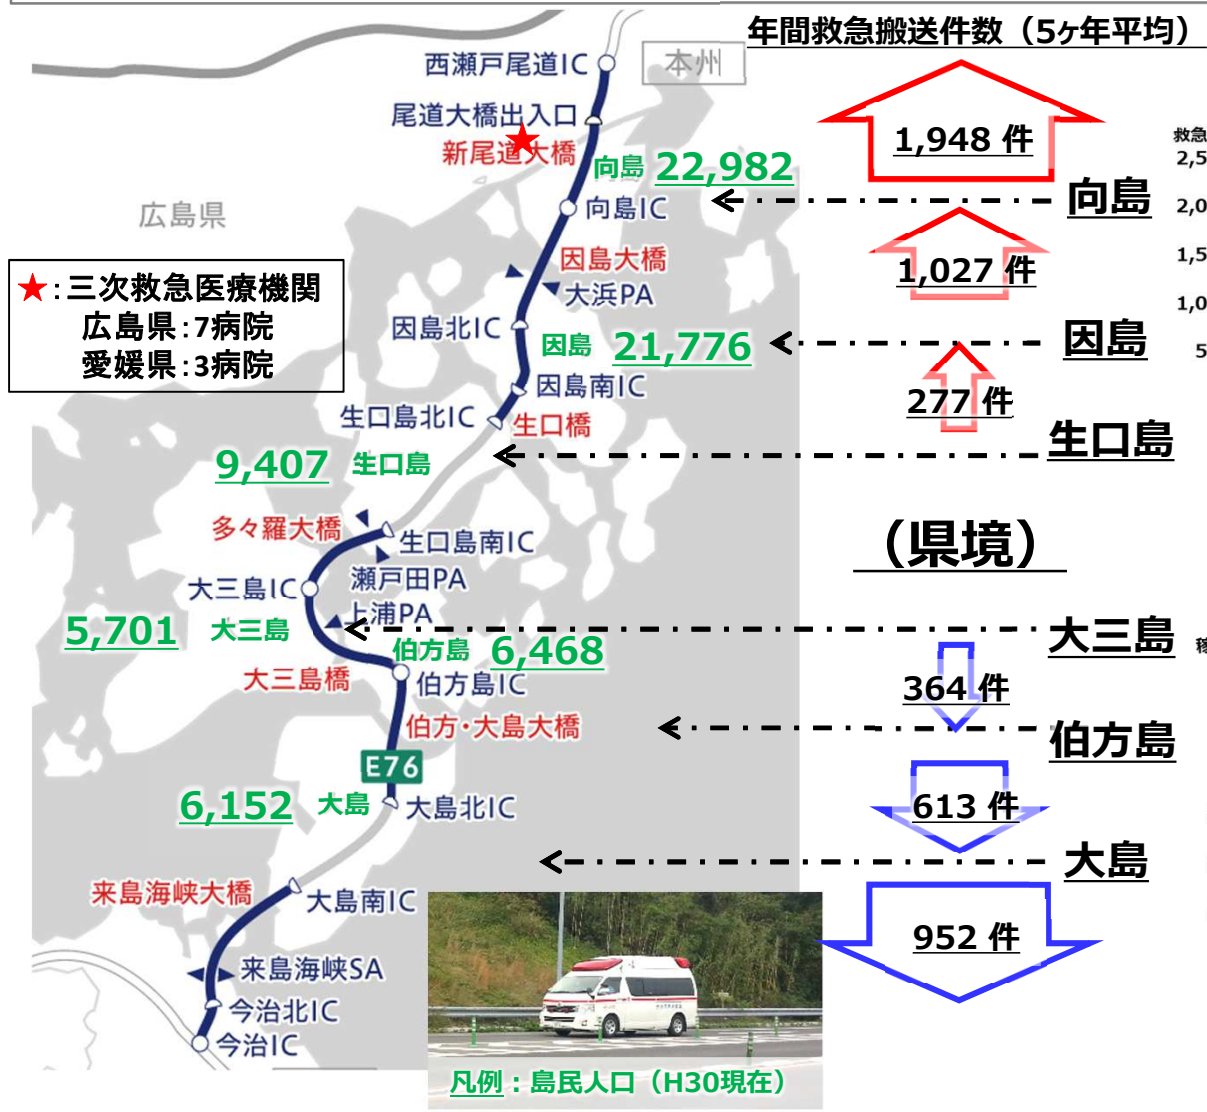 年間救急搬送件数（5ヶ年平均）
西瀬戸尾道IC
本州
尾道大橋出入口
新尾道大橋
1,948 件
救急
2,5
向島 22,982
向島
向島IC
2,0
広島県
因島大橋
1,027 件
1,5
大浜PA
★:三次救急医療機関
広島県:7病院
愛媛県:3病院
1,0
因島北IC
因島 21,776
因島
5
因島南IC
277 件
生口島北IC
生口橋
生口島
9,407 生口島
多々羅大橋
生口島南IC
（県境）
大三島IC
瀬戸田PA
上浦PA
5,701 大三島
大三島
伯方島 6,468
大三島橋
伯方島IC
364 件
伯方・大島大橋
伯方島
E76
6,152 大島
大島北IC
613 件
大島
来島海峡大橋
大島南IC
952 件
来島海峡SA
今治北IC
今治IC
凡例：島民人口（H30現在）